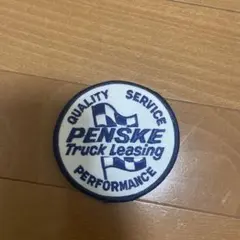 QUALITY SERVICE
PENSKE
Truck Leasing
PERFORMANCE